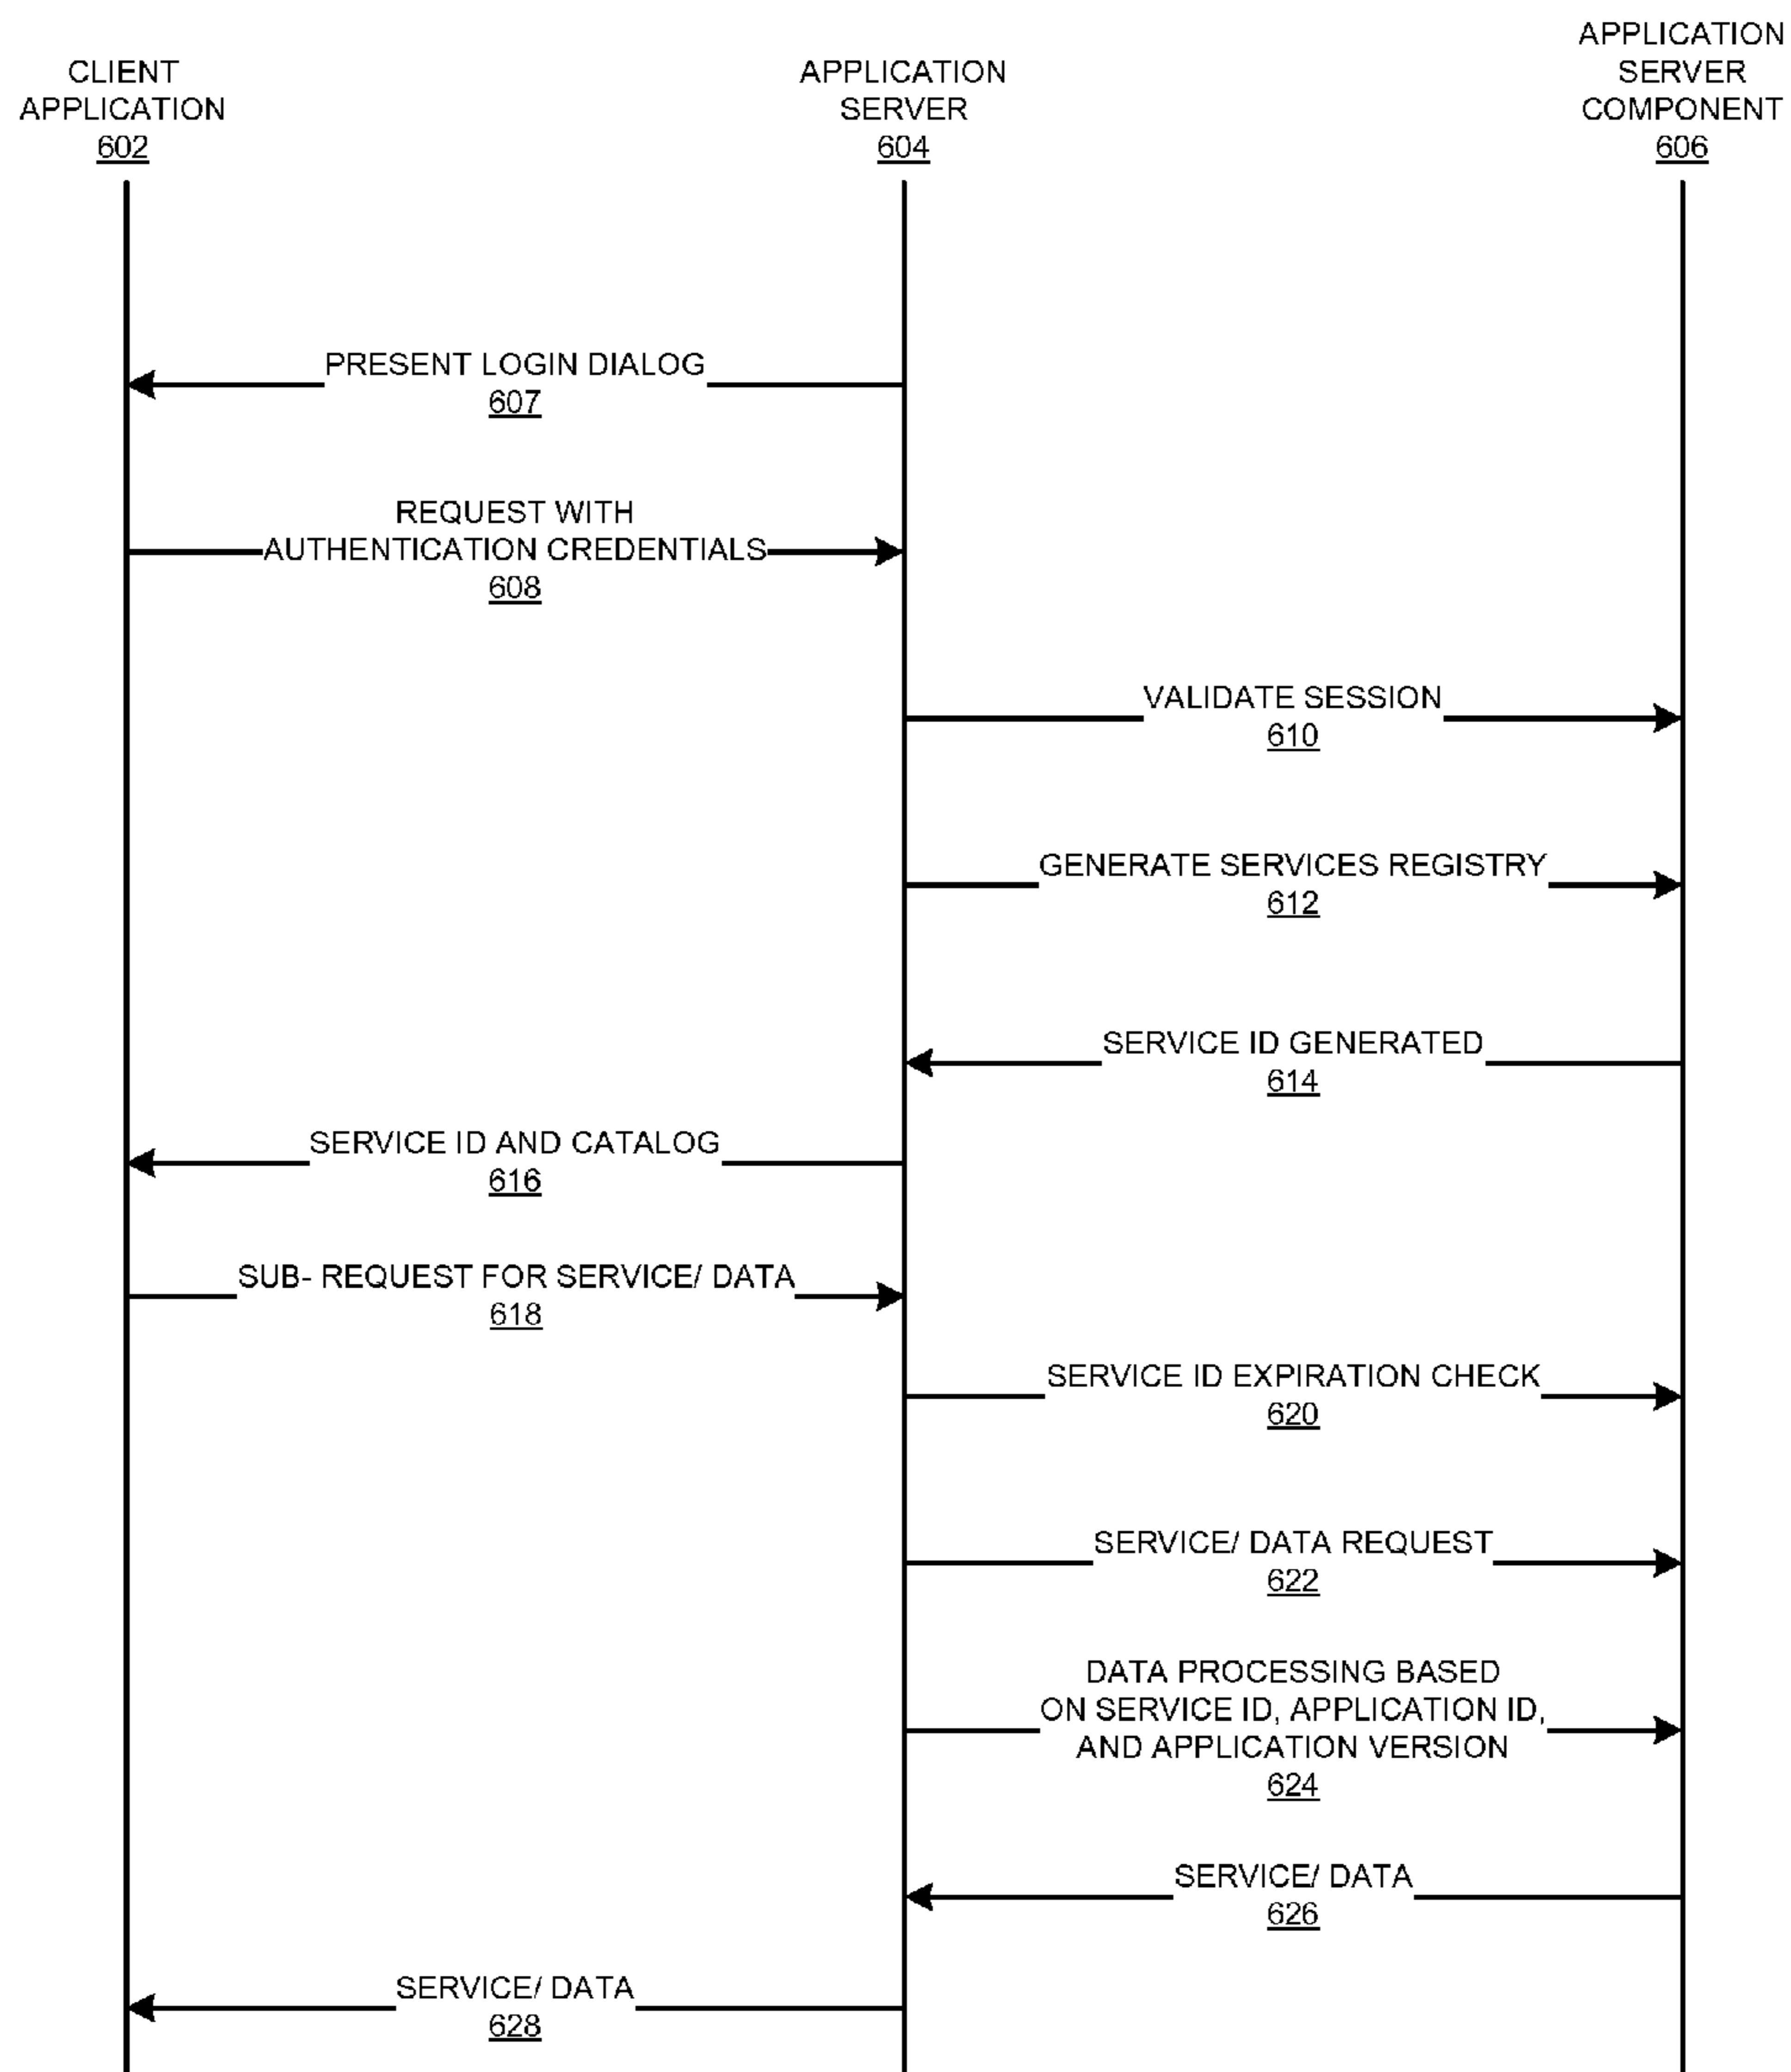 CLIENT
APPLICATION
602
APPLICATION
SERVER
604
APPLICATION
SERVER
COMPONENT
606
PRESENT LOGIN DIALOG
607
REQUEST WITH
AUTHENTICATION CREDENTIALS
608
VALIDATE SESSION
610
GENERATE SERVICES REGISTRY
612
SERVICE ID GENERATED
614
SERVICE ID AND CATALOG
616
SUB- REQUEST FOR SERVICE/ DATA
618
SERVICE ID EXPIRATION CHECK
620
SERVICE/ DATA REQUEST
622
DATA PROCESSING BASED
ON SERVICE ID, APPLICATION ID,
AND APPLICATION VERSION
624
SERVICE/ DATA
626
SERVICE/ DATA
628